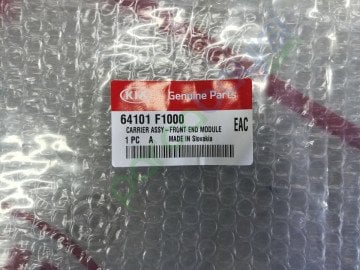 KIA Genuine Parts
64101 F1000
CARRIER ASSY-FRONT END MODULE
1 PC A MADE IN Slovakia
EAC